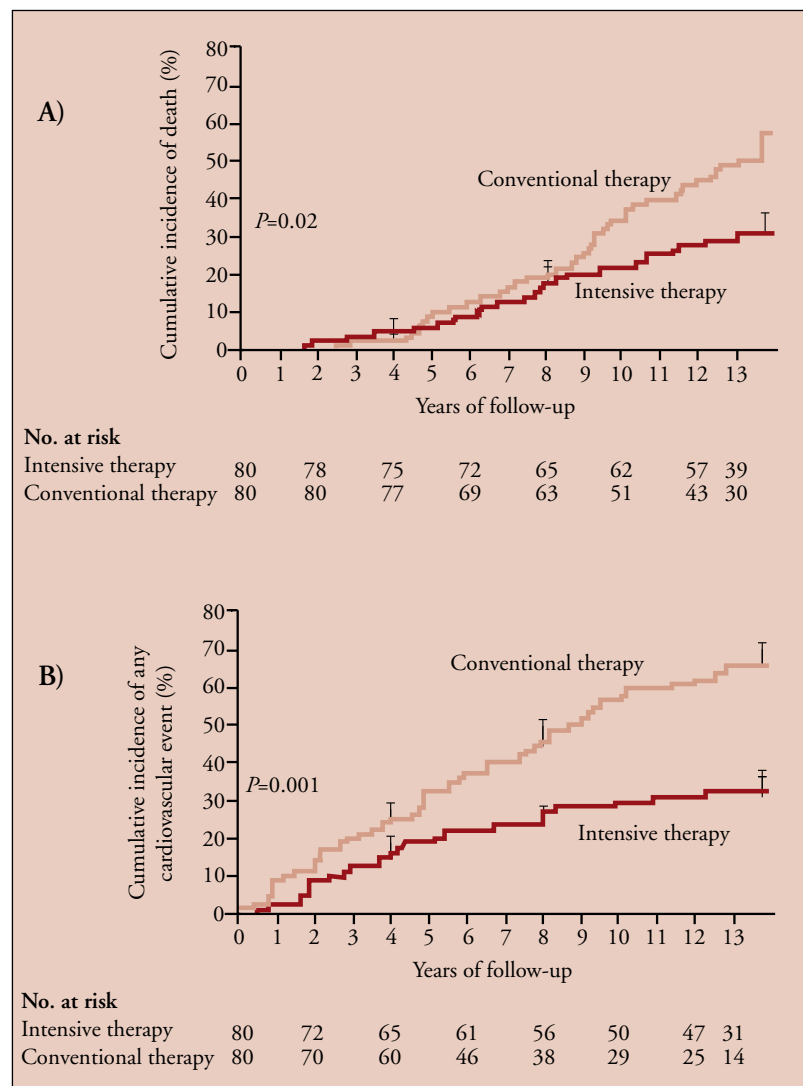 A)
Cumulative incidence of death (%)
80
70
60
50
40
30
20
10
0
Conventional therapy
P=0.02
Intensive therapy
0 1 2 3 4 5 6 7 8 9 10 11 12 13
Years of follow-up
No. at risk
Intensive therapy 80 78 75 72 65 62 57 39
Conventional therapy 80 80 77 69 63 51 43 30
B)
Cumulative incidence of any
cardiovascular event (%)
80
70
60
50
40
30
20
10
0
Conventional therapy
P=0.001
Intensive therapy
0 1 2 3 4 5 6 7 8 9 10 11 12 13
Years of follow-up
No. at risk
Intensive therapy 80 72 65 61 56 50 47 31
Conventional therapy 80 70 60 46 38 29 25 14